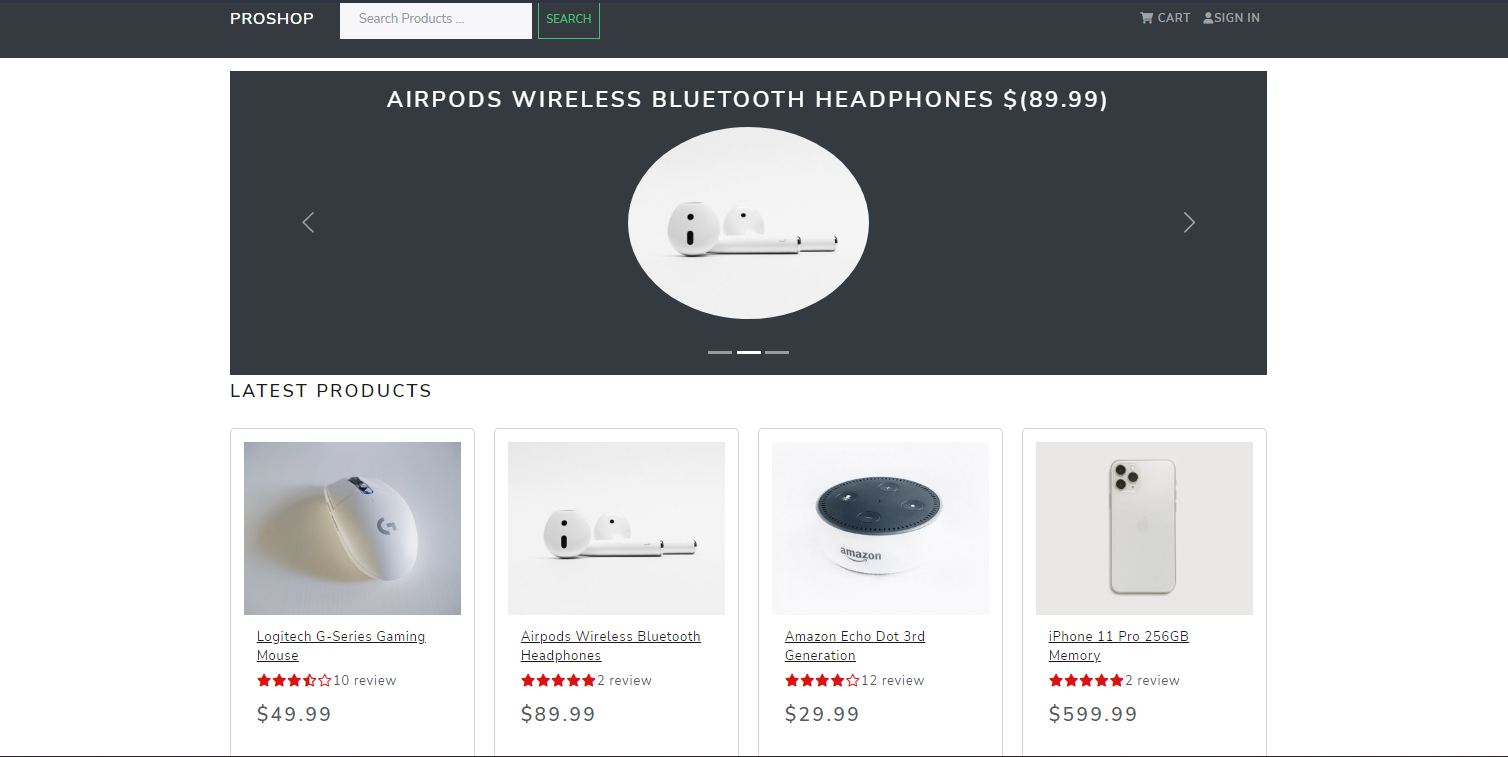 PROSHOP
Search Products ...
SEARCH
CART
SIGN IN
AIRPODS WIRELESS BLUETOOTH HEADPHONES $(89.99)
LATEST PRODUCTS
G
amazon
Logitech G-Series Gaming
Mouse
10 review
$49.99
Airpods Wireless Bluetooth
Headphones
2 review
$89.99
Amazon Echo Dot 3rd
Generation
12 review
$29.99
iPhone 11 Pro 256GB
Memory
2 review
$599.99